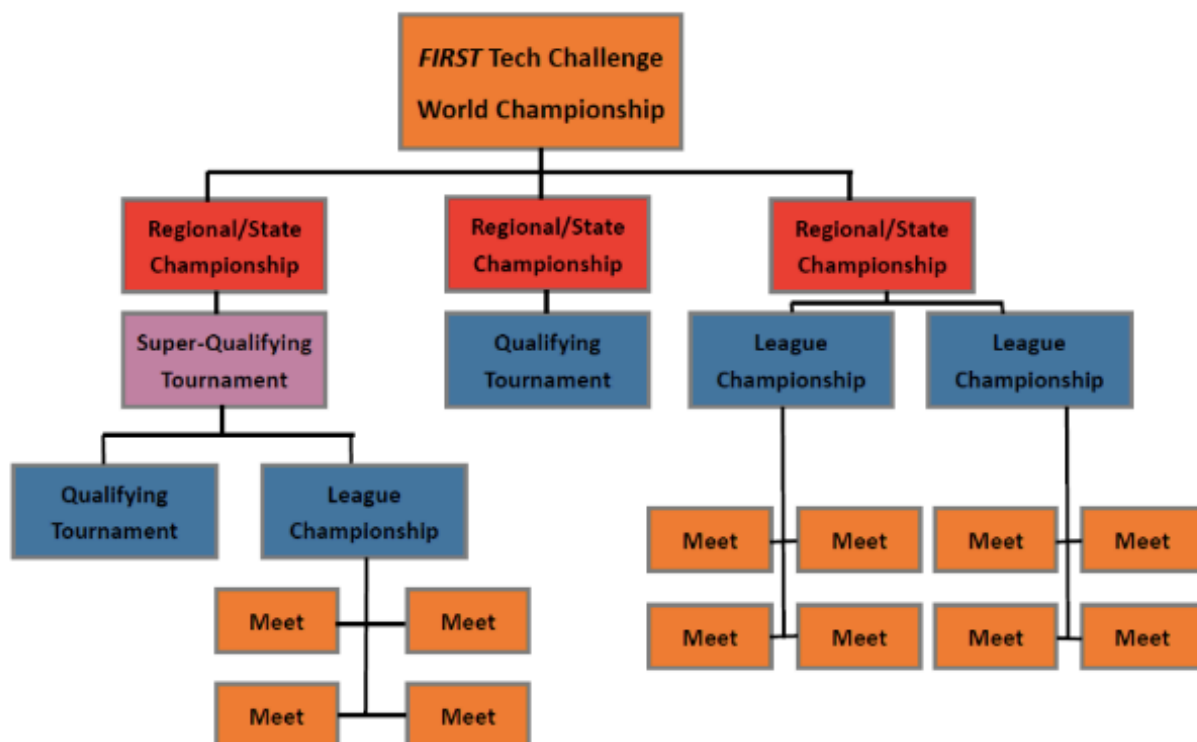 FIRST Tech Challenge
World Championship
Regional/State
Championship
Regional/State
Championship
Regional/State
Championship
Super-Qualifying
Tournament
Qualifying
Tournament
League
Championship
League
Championship
Qualifying
Tournament
League
Championship
Meet
Meet
Meet
Meet
Meet
Meet
Meet
Meet
Meet
Meet
Meet
Meet